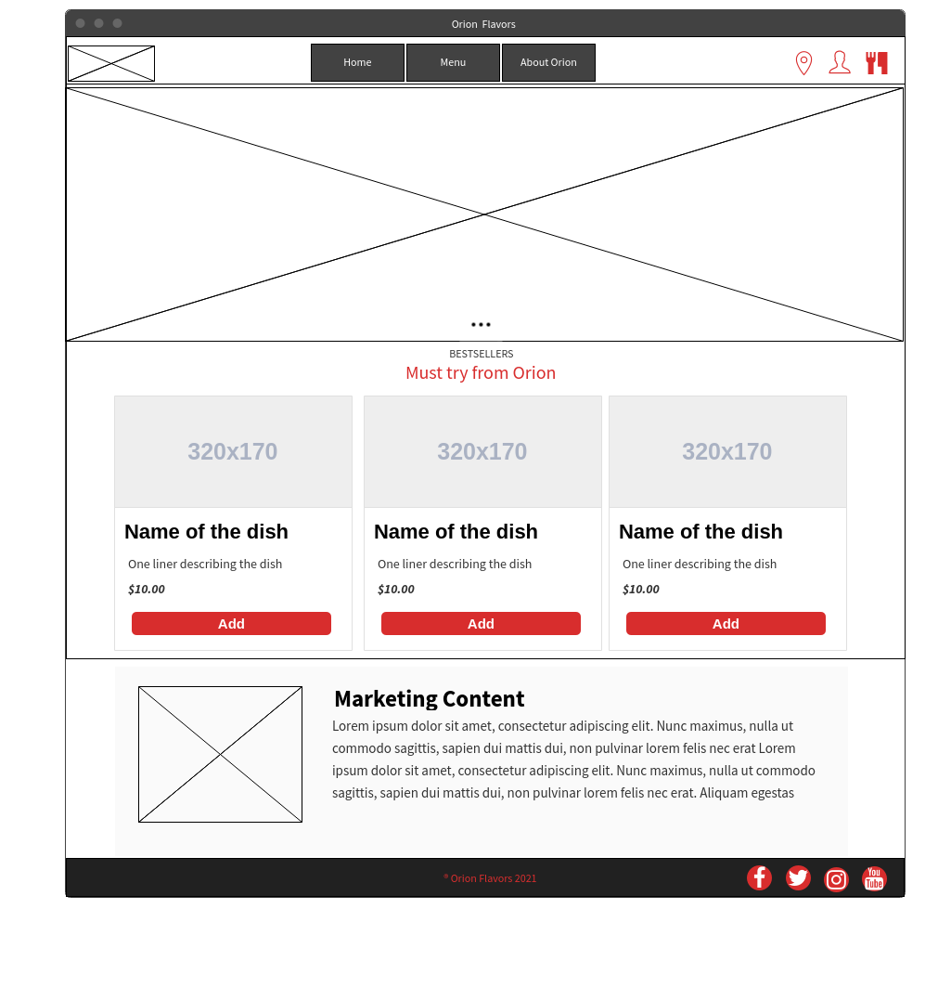 Orion Flavors
Home Menu About Orion
BESTSELLERS
Must try from Orion
320x170 320x170 320x170
Name of the dish Name of the dish Name of the dish
One liner describing the dish One liner describing the dish One liner describing the dish
$10.00 $10.00 $10.00
Add Add Add
Marketing Content
Lorem ipsum dolor sit amet, consectetur adipiscing elit. Nunc maximus, nulla ut
commodo sagittis, sapien dui mattis dui, non pulvinar lorem felis nec erat Lorem
ipsum dolor sit amet, consectetur adipiscing elit. Nunc maximus, nulla ut commodo
sagittis, sapien dui mattis dui, non pulvinar lorem felis nec erat. Aliquam egestas
® Orion Flavors 2021
You
Tube